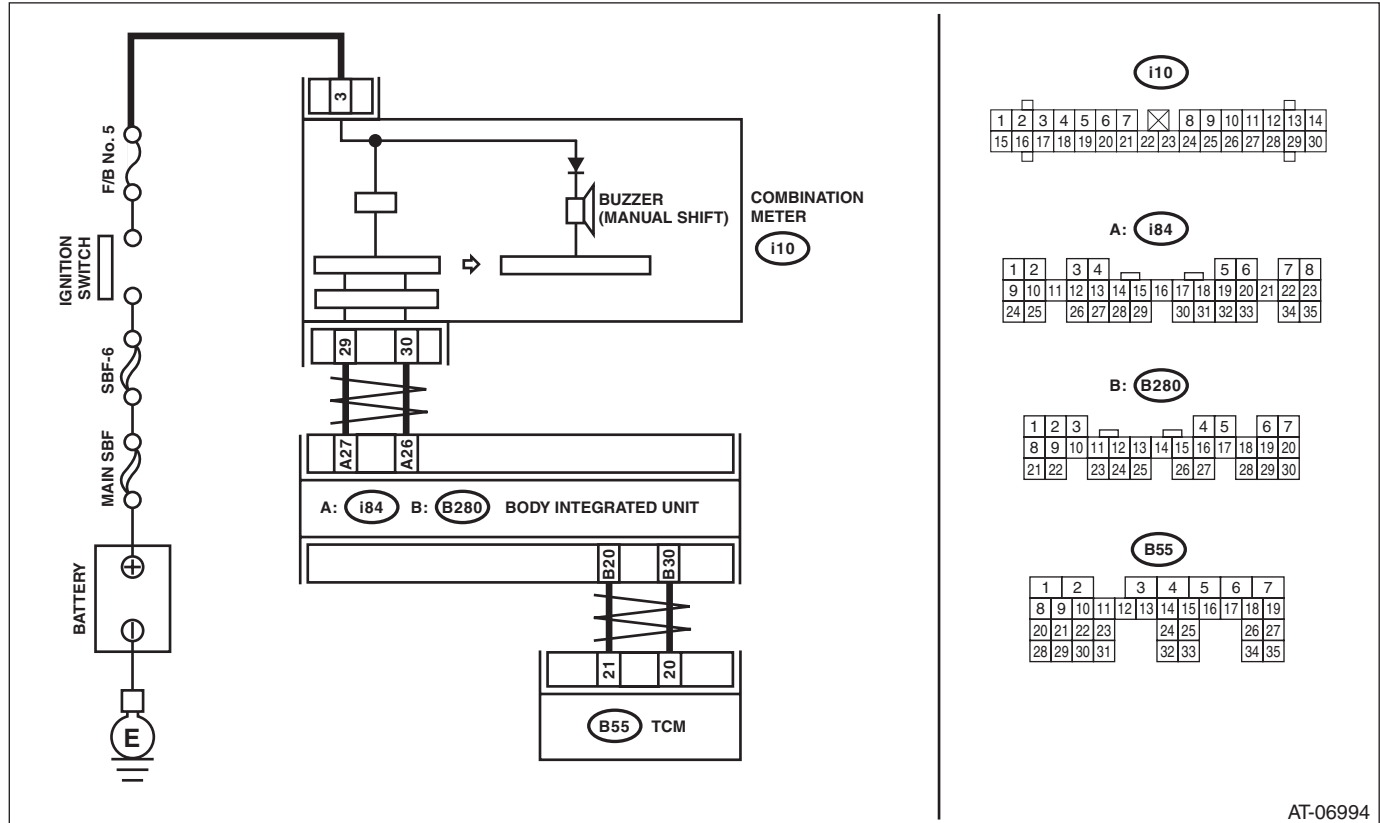 F/B No. 5
IGNITION
SWITCH
SBF-6
MAIN SBF
BATTERY
E
3
BUZZER
(MANUAL SHIFT)
COMBINATION
METER
i10
29 30
A27 A26
A: i84 B: B280 BODY INTEGRATED UNIT
B20 B30
21 20
B55 TCM
i10
1 2 3 4 5 6 7 8 9 10 11 12 13 14
15 16 17 18 19 20 21 22 23 24 25 26 27 28 29 30
A: i84
1 2 3 4 5 6 7 8
9 10 11 12 13 14 15 16 17 18 19 20 21 22 23
24 25 26 27 28 29 30 31 32 33 34 35
B: B280
1 2 3 4 5 6 7
8 9 10 11 12 13 14 15 16 17 18 19 20
21 22 23 24 25 26 27 28 29 30
B55
1 2 3 4 5 6 7
8 9 10 11 12 13 14 15 16 17 18 19
20 21 22 23 24 25 26 27
28 29 30 31 32 33 34 35
AT-06994